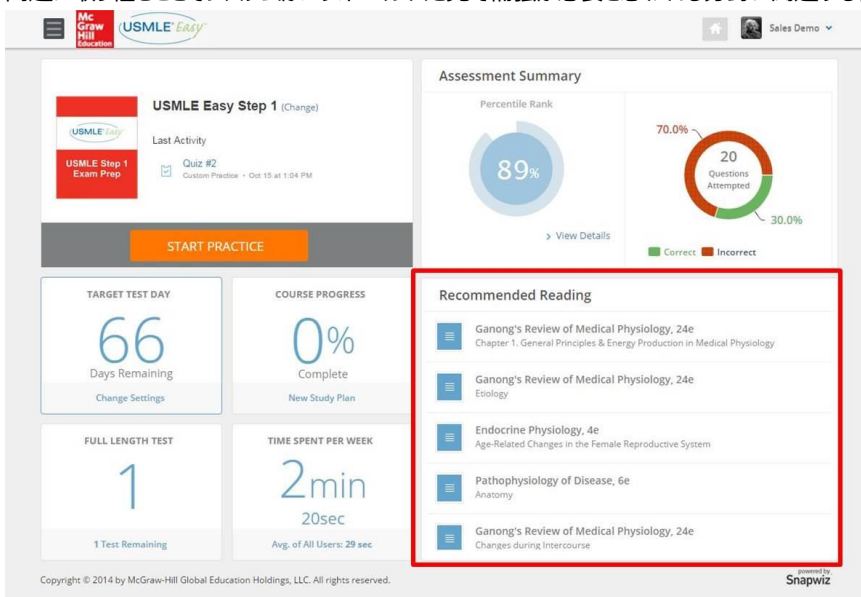 Mc
Graw
Hill
Education
USMLE Easy
Sales Demo
USMLE Easy
USMLE Step 1
Exam Prep
USMLE Easy Step 1 (Change)
Last Activity
Quiz #2
Custom Practice • Oct 15 at 1:04 PM
START PRACTICE
Assessment Summary
Percentile Rank
89%
View Details
70.0%
20
Questions
Attempted
30.0%
Correct Incorrect
TARGET TEST DAY
66
Days Remaining
Change Settings
COURSE PROGRESS
0%
Complete
New Study Plan
FULL LENGTH TEST
1
1 Test Remaining
TIME SPENT PER WEEK
2min
20sec
Avg. of All Users: 29 sec
Recommended Reading
Ganong's Review of Medical Physiology, 24e
Chapter 1. General Principles & Energy Production in Medical Physiology
Ganong's Review of Medical Physiology, 24e
Etiology
Endocrine Physiology, 4e
Age-Related Changes in the Female Reproductive System
Pathophysiology of Disease, 6e
Anatomy
Ganong's Review of Medical Physiology, 24e
Changes during Intercourse
Copyright © 2014 by McGraw-Hill Global Education Holdings, LLC. All rights reserved.
powered by
Snapwiz